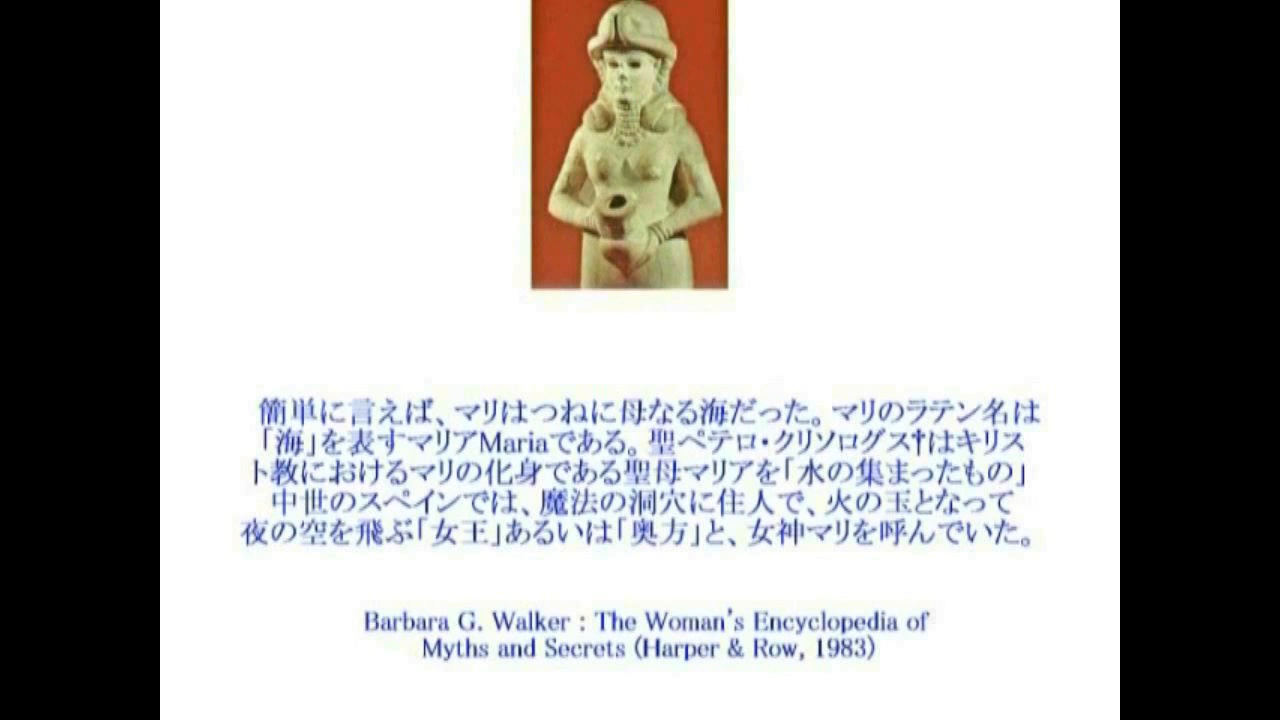 簡単に言えば、マリはつねに母なる海だった。マリのラテン名は
「海」を表すマリアMariaである。聖ペテロ・クリソログス†はキリス
ト教におけるマリの化身である聖母マリアを「水の集まったもの」
中世のスペインでは、魔法の洞穴に住人で、火の玉となって
夜の空を飛ぶ「女王」あるいは「奥方」と、女神マリを呼んでいた。
Barbara G. Walker : The Woman's Encyclopedia of
Myths and Secrets (Harper & Row, 1983)